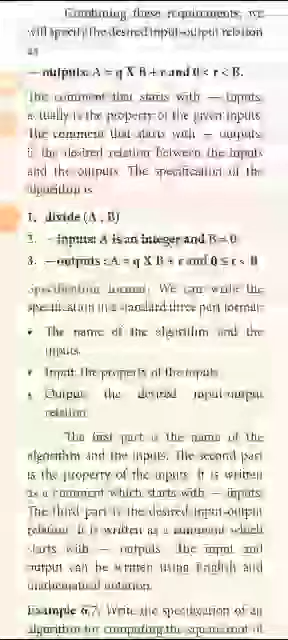 Combining these requirements, we
will specify the desired input-output relation
as
-- outputs: A = q X B + r and 0 < r < B.
The comment that starts with -- inputs
actually is the property of the given inputs.
The comment that starts with -- outputs
is the desired relation between the inputs
and the outputs. The specification of the
algorithm is
1. divide (A , B)
2. -- inputs: A is an integer and B 0
3. -- outputs : A = q X B + r and 0 ≤ r < B
Specification format: We can write the
specification in a standard three part format:
• The name of the algorithm and the
inputs.
• Input: the property of the inputs.
• Output: the desired input-output
relation.
The first part is the name of the
algorithm and the inputs. The second part
is the property of the inputs. It is written
as a comment which starts with -- inputs:
The third part is the desired input-output
relation. It is written as a comment which
starts with -- outputs: The input and
output can be written using English and
mathematical notation.
Example 6.7. Write the specification of an
algorithm for computing the square root of